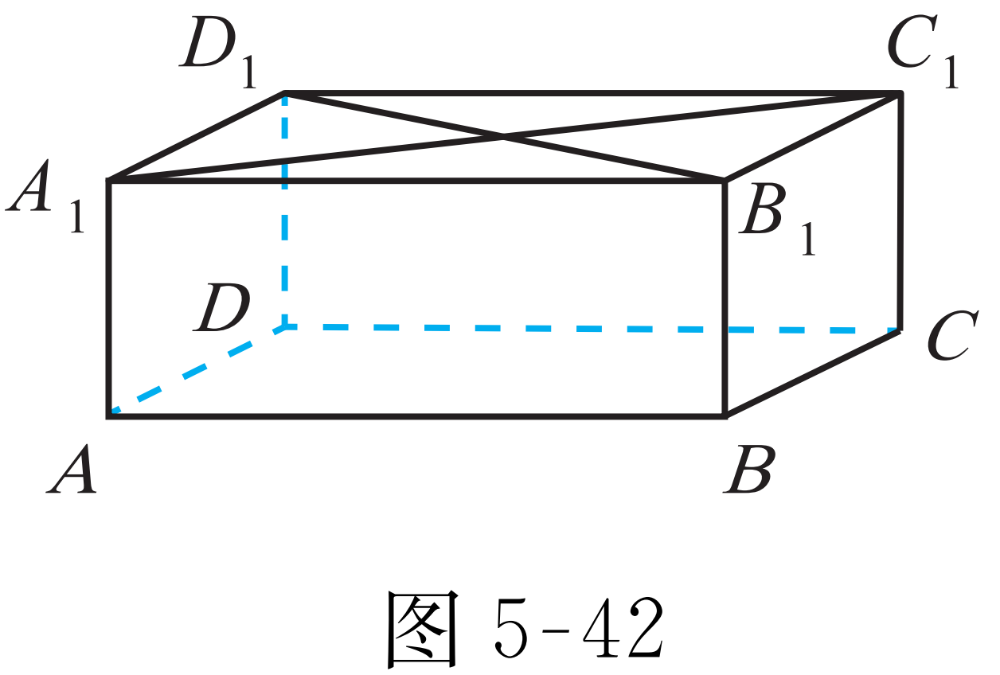 D₁ C₁
A₁ B₁
D C
A B
图 5-42